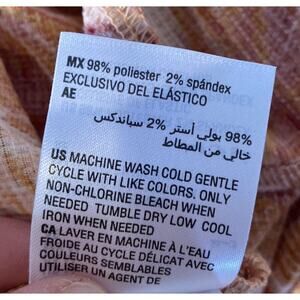 MX 98% poliester 2% spándex
EXCLUSIVO DEL ELÁSTICO
AE
98% بولي أستر 2% سباندكس
خالي من المطاط
US MACHINE WASH COLD GENTLE
CYCLE WITH LIKE COLORS. ONLY
NON-CHLORINE BLEACH WHEN
NEEDED TUMBLE DRY LOW COOL
IRON WHEN NEEDED
CA LAVER EN MACHINE À L'EAU
FROIDE AU CYCLE DÉLICAT AVEC
COULEURS SEMBLABLES
UTILISER UN AGENT DE